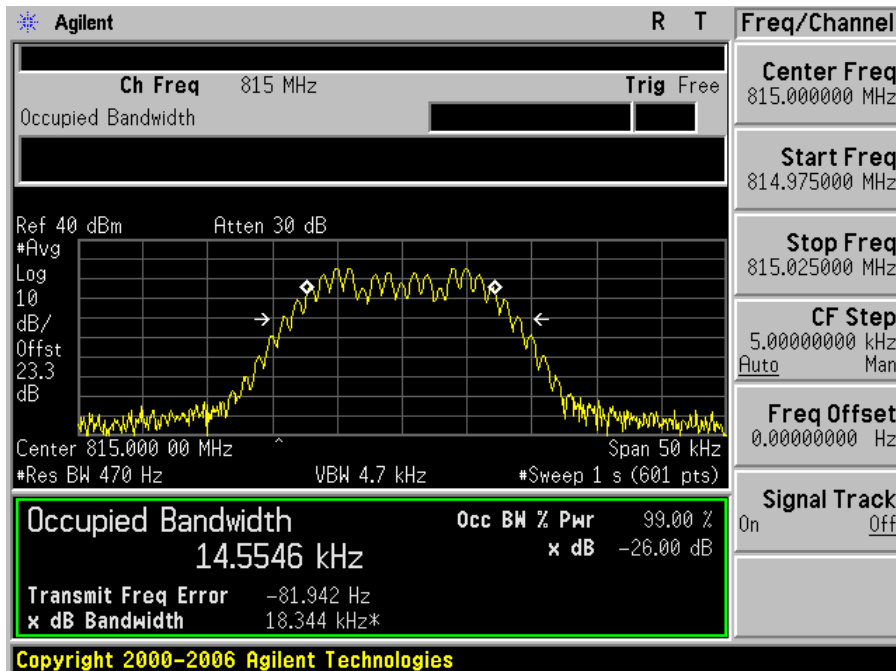 Agilent R T Freq/Channel
Ch Freq 815 MHz Trig Free
Occupied Bandwidth
Center Freq
815.000000 MHz
Start Freq
814.975000 MHz
Stop Freq
815.025000 MHz
CF Step
5.00000000 kHz
Auto Man
Freq Offset
0.00000000 Hz
Signal Track
On Off
Ref 40 dBm Atten 30 dB
#Avg
Log
10
dB/
Offst
23.3
dB
Center 815.000 00 MHz Span 50 kHz
#Res BW 470 Hz VBW 4.7 kHz #Sweep 1 s (601 pts)
Occupied Bandwidth Occ BW % Pwr 99.00 %
14.5546 kHz x dB -26.00 dB
Transmit Freq Error -81.942 Hz
x dB Bandwidth 18.344 kHz*
Copyright 2000-2006 Agilent Technologies